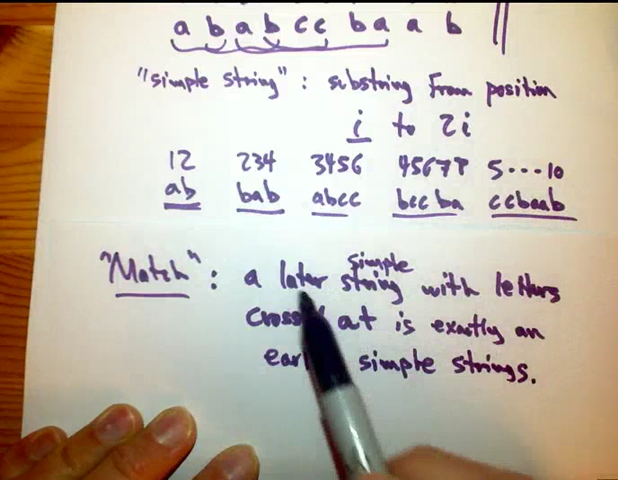 a b a b c c b a a b ||
"simple string" : substring from position
i to 2i
12 234 3456 45678 5····10
ab bab abcc bccba ccbaab
"Match" : a later simple string with letters
cross at is exactly an
simple strings.